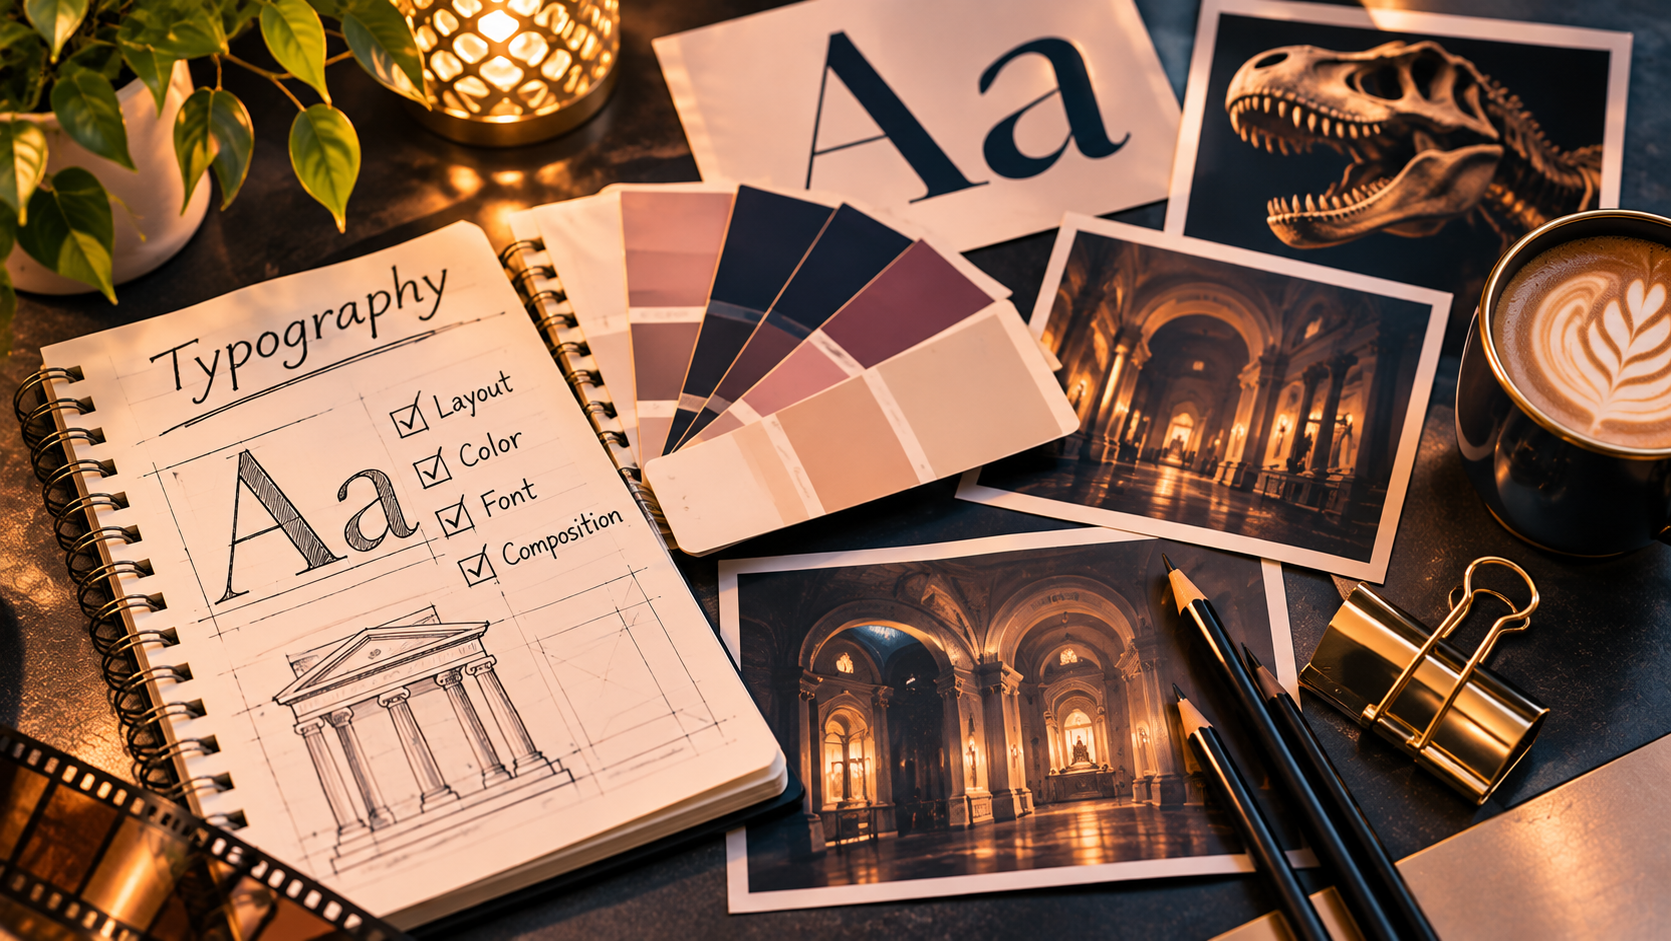 Typography
Aa
Layout
Color
Font
Composition
Aa